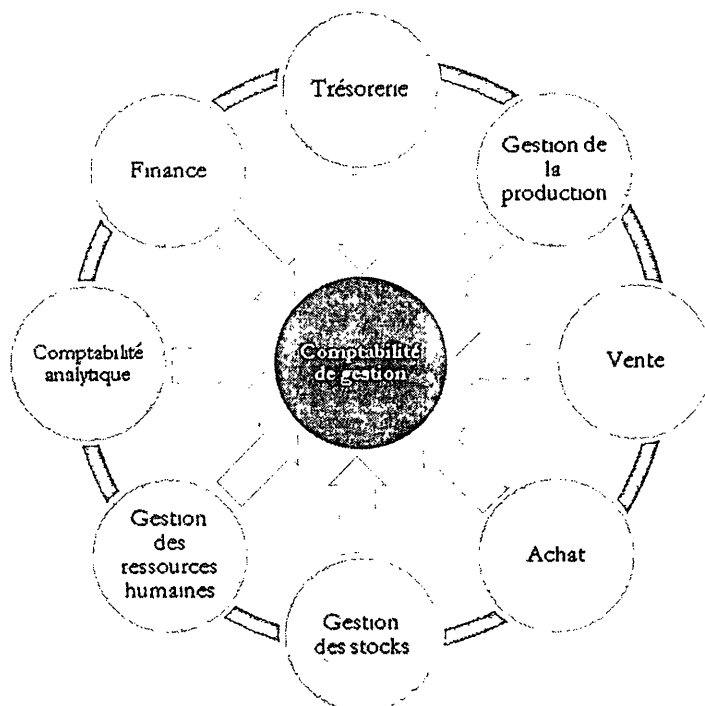 Trésorerie
Gestion de
la
production
Vente
Achat
Gestion
des stocks
Gestion
des
ressources
humaines
Comptabilité
analytique
Finance
Comptabilité
de gestion